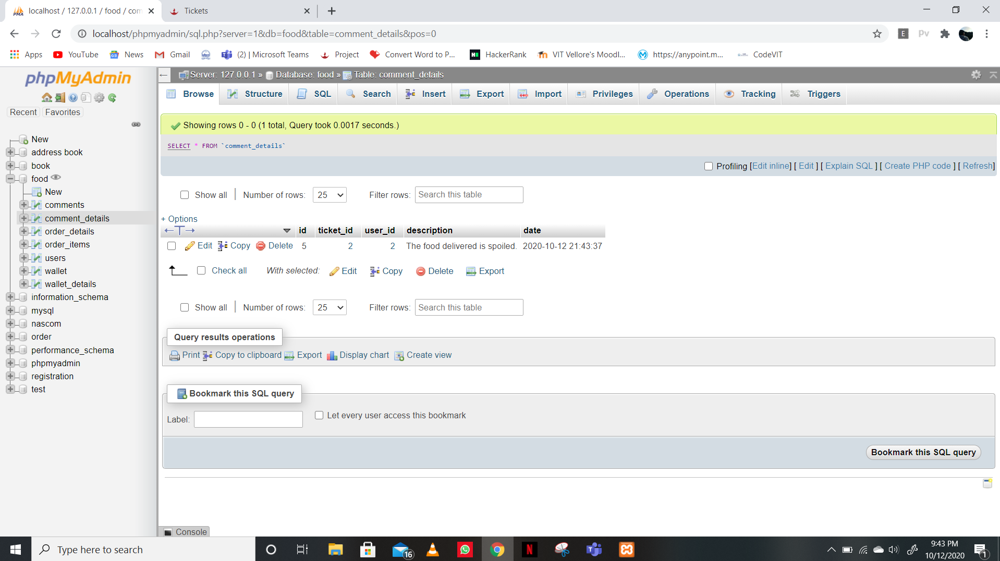 localhost / 127.0.0.1 / food / com
Tickets
localhost/phpmyadmin/sql.php?server=1&db=food&table=comment_details&pos=0
E
Pv
Apps
YouTube
News
Gmail
(2) | Microsoft Teams
Project
Convert Word to P...
HackerRank
VIT Vellore's Moodl...
https://anypoint.m...
CodeVIT
phpMyAdmin
Recent
Favorites
New
address book
book
food
New
comments
comment_details
order_details
order_items
users
wallet
wallet_details
information_schema
mysql
nascom
order
performance_schema
phpmyadmin
registration
test
Server: 127.0.0.1 » Database: food » Table: comment_details
Browse
Structure
SQL
Search
Insert
Export
Import
Privileges
Operations
Tracking
Triggers
Showing rows 0 - 0 (1 total, Query took 0.0017 seconds.)
SELECT * FROM `comment_details`
Profiling [Edit inline] [ Edit ] [ Explain SQL ] [ Create PHP code ] [ Refresh]
Show all | Number of rows: 25 Filter rows: Search this table
+ Options
←T→ id ticket_id user_id description date
Edit Copy Delete 5 2 2 The food delivered is spoiled. 2020-10-12 21:43:37
Check all With selected: Edit Copy Delete Export
Show all | Number of rows: 25 Filter rows: Search this table
Query results operations
Print Copy to clipboard Export Display chart Create view
Bookmark this SQL query
Label:
Let every user access this bookmark
Bookmark this SQL query
Console
Type here to search
16
9:43 PM
10/12/2020
1